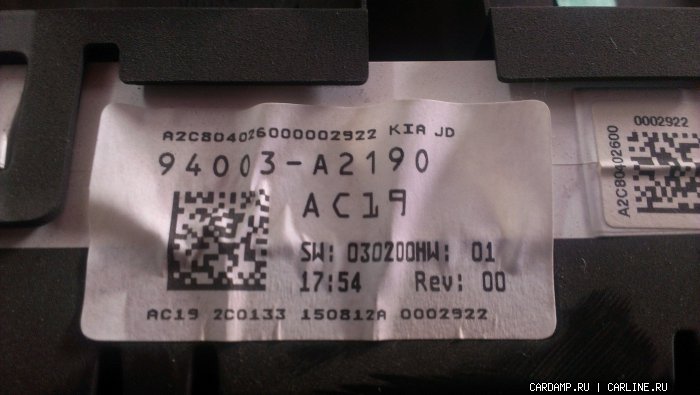 A2C804026000002922 KIA JD
94003-A2190
AC19
SW: 030200HW: 01
17:54 Rev: 00
AC19 2C0133 150812A 0002922
0002922
A2C80402600
CARDAMP.RU | CARLINE.RU